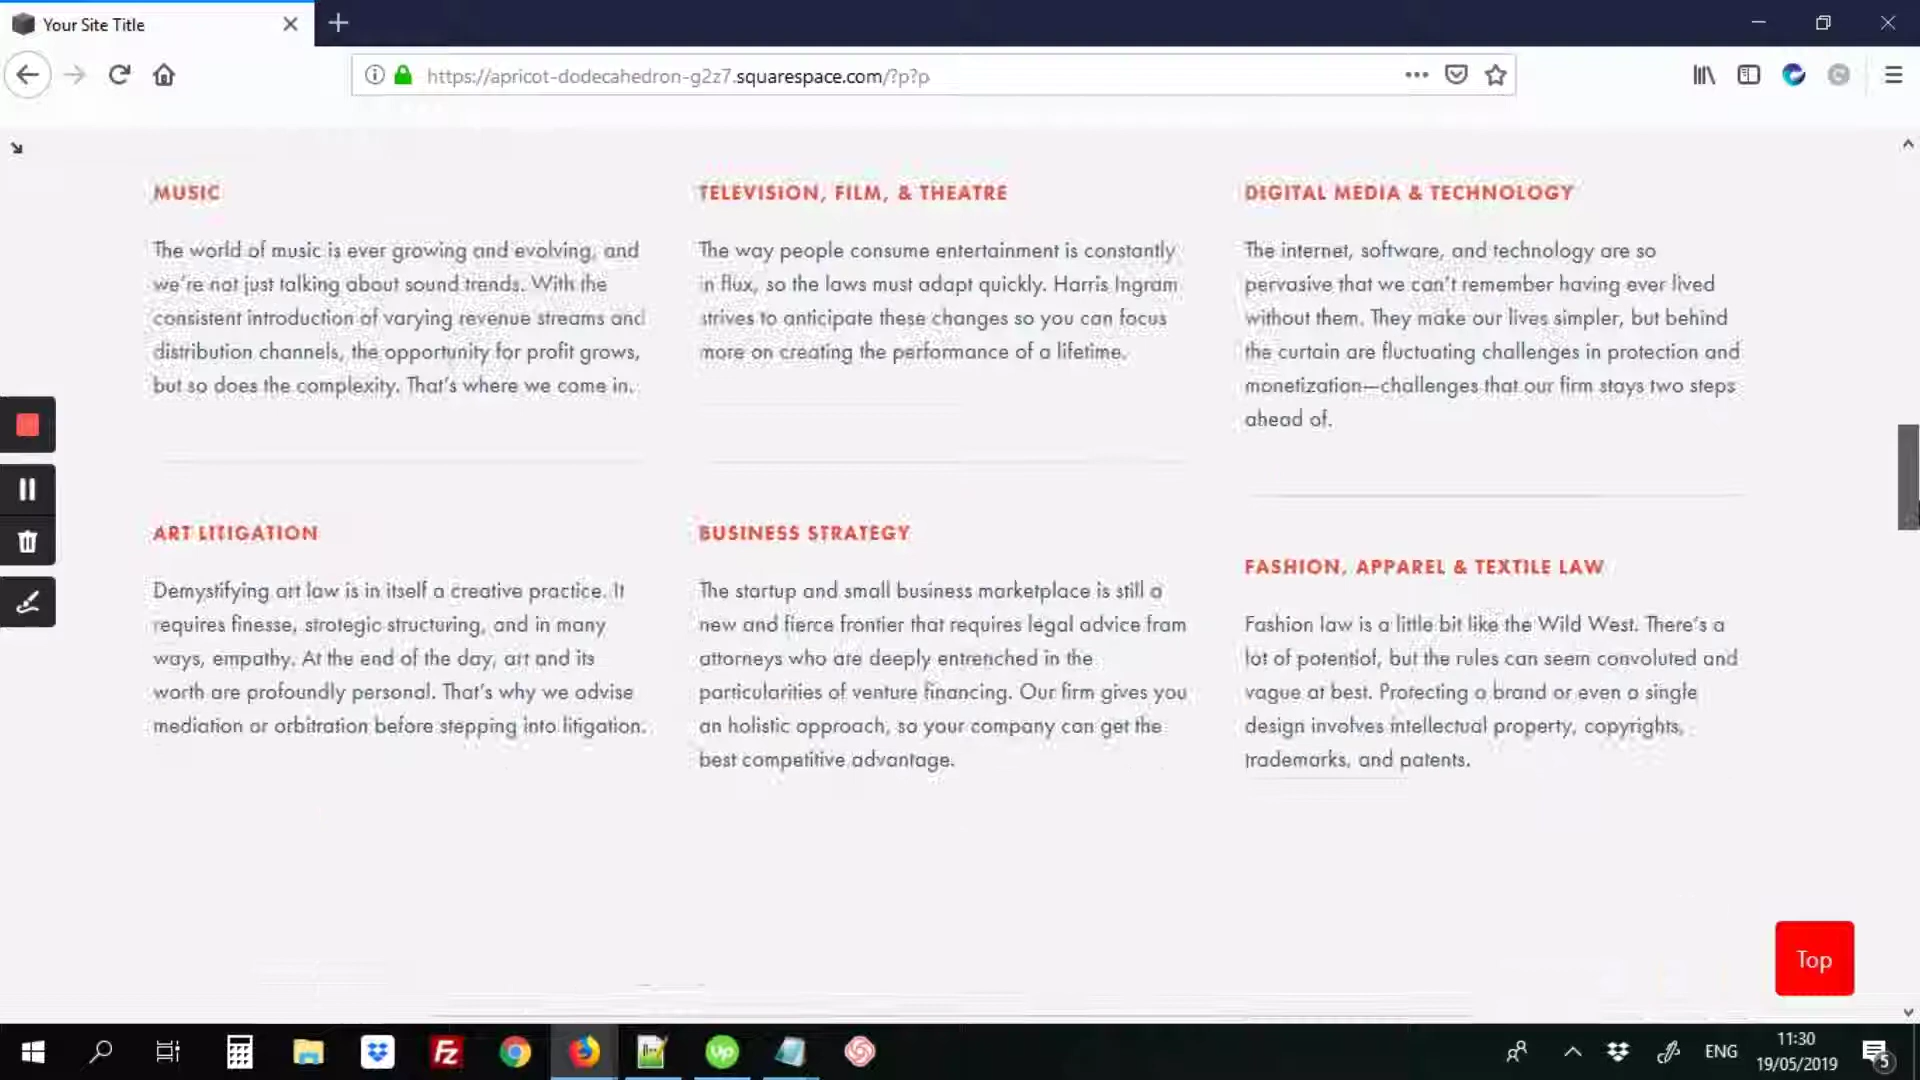 Your Site Title
https://apricot-dodecahedron-g2z7.squarespace.com/?p?p
MUSIC
The world of music is ever growing and evolving, and
we're not just talking about sound trends. With the
consistent introduction of varying revenue streams and
distribution channels, the opportunity for profit grows,
but so does the complexity. That's where we come in.
TELEVISION, FILM, & THEATRE
The way people consume entertainment is constantly
in flux, so the laws must adapt quickly. Harris Ingram
strives to anticipate these changes so you can focus
more on creating the performance of a lifetime.
DIGITAL MEDIA & TECHNOLOGY
The internet, software, and technology are so
pervasive that we can't remember having ever lived
without them. They make our lives simpler, but behind
the curtain are fluctuating challenges in protection and
monetization—challenges that our firm stays two steps
ahead of.
ART LITIGATION
Demystifying art law is in itself a creative practice. It
requires finesse, strategic structuring, and in many
ways, empathy. At the end of the day, art and its
worth are profoundly personal. That's why we advise
mediation or arbitration before stepping into litigation.
BUSINESS STRATEGY
The startup and small business marketplace is still a
new and fierce frontier that requires legal advice from
attorneys who are deeply entrenched in the
particularities of venture financing. Our firm gives you
an holistic approach, so your company can get the
best competitive advantage.
FASHION, APPAREL & TEXTILE LAW
Fashion law is a little bit like the Wild West. There's a
lot of potential, but the rules can seem convoluted and
vague at best. Protecting a brand or even a single
design involves intellectual property, copyrights,
trademarks, and patents.
Top
Fz
Up
ENG
11:30
19/05/2019
5